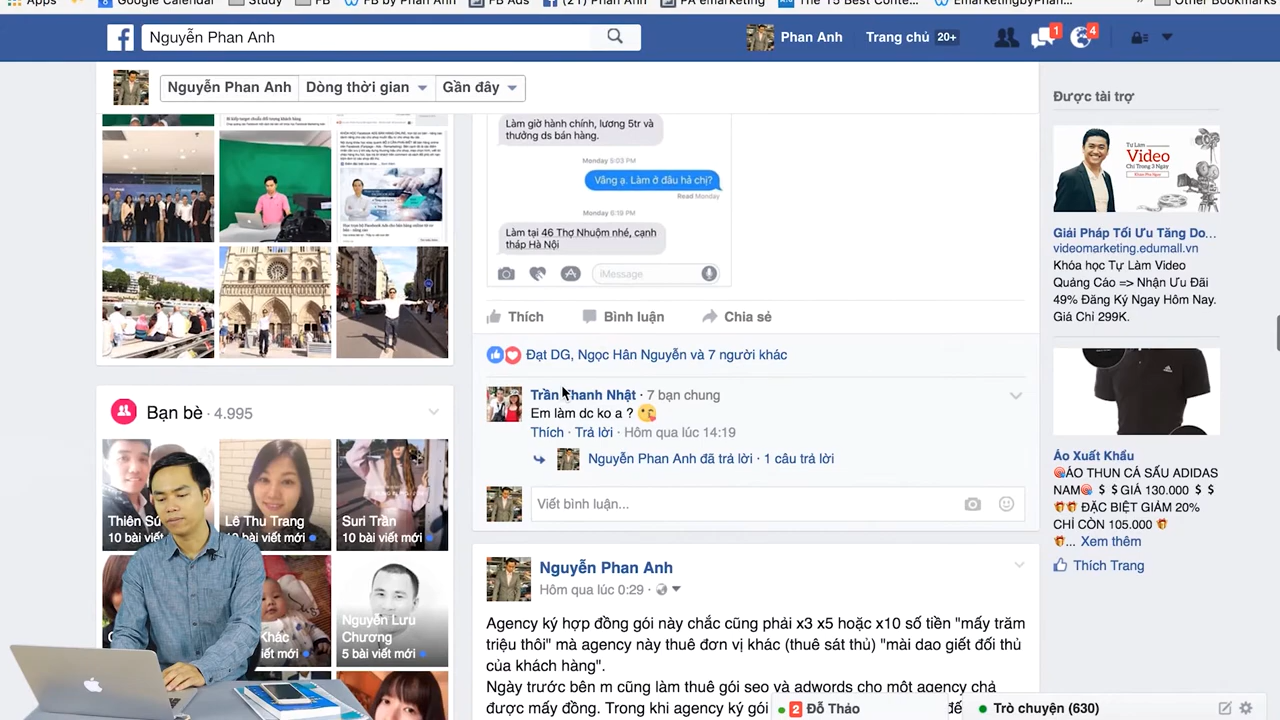 Apps
Google Calendar
Study
FB
FB by Phan Anh
FB Ads
(21) Phan Anh
PA emarketing
The 15 Best Conte...
EmarketingbyPhan...
Other Bookmarks
Nguyễn Phan Anh
Phan Anh
Trang chủ 20+
1
4
Nguyễn Phan Anh
Dòng thời gian
Gần đây
Làm giờ hành chính, lương 5tr và
thưởng ds bán hàng.
Monday 5:03 PM
Vâng ạ. Làm ở đâu hả chị?
Read Monday
Monday 6:19 PM
Làm tại 46 Thợ Nhuộm nhé, cạnh
tháp Hà Nội
iMessage
Thích
Bình luận
Chia sẻ
Đạt DG, Ngọc Hân Nguyễn và 7 người khác
Trần Thanh Nhật · 7 bạn chung
Em làm dc ko a ?
Thích · Trả lời · Hôm qua lúc 14:19
Nguyễn Phan Anh đã trả lời · 1 câu trả lời
Viết bình luận...
Nguyễn Phan Anh
Hôm qua lúc 0:29 ·
Agency ký hợp đồng gói này chắc cũng phải x3 x5 hoặc x10 số tiền "mấy trăm
triệu thôi" mà agency này thuê đơn vị khác (thuê sát thủ) "mài dao giết đối thủ
của khách hàng".
Ngày trước bên m cũng làm thuê gói seo và adwords cho một agency chả
được mấy đồng. Trong khi agency ký gói
Bạn bè · 4.995
Thiên Sứ
10 bài viết mới
Lê Thu Trang
bài viết mới
Suri Trần
10 bài viết mới
Khác
viết mới
Nguyễn Lưu
Chương
5 bài viết mới
Được tài trợ
Tự Làm
Video
Chỉ Trong 3 Ngày
Giải Pháp Tối Ưu Tăng Do...
videomarketing.edumall.vn
Khóa học Tự Làm Video
Quảng Cáo => Nhận Ưu Đãi
49% Đăng Ký Ngay Hôm Nay.
Giá Chỉ 299K.
Áo Xuất Khẩu
ÁO THUN CÁ SẤU ADIDAS
NAM $ $ GIÁ 130.000 $ $
ĐẶC BIỆT GIẢM 20%
CHỈ CÒN 105.000
... Xem thêm
Thích Trang
2 Đỗ Thảo
Trò chuyện (630)